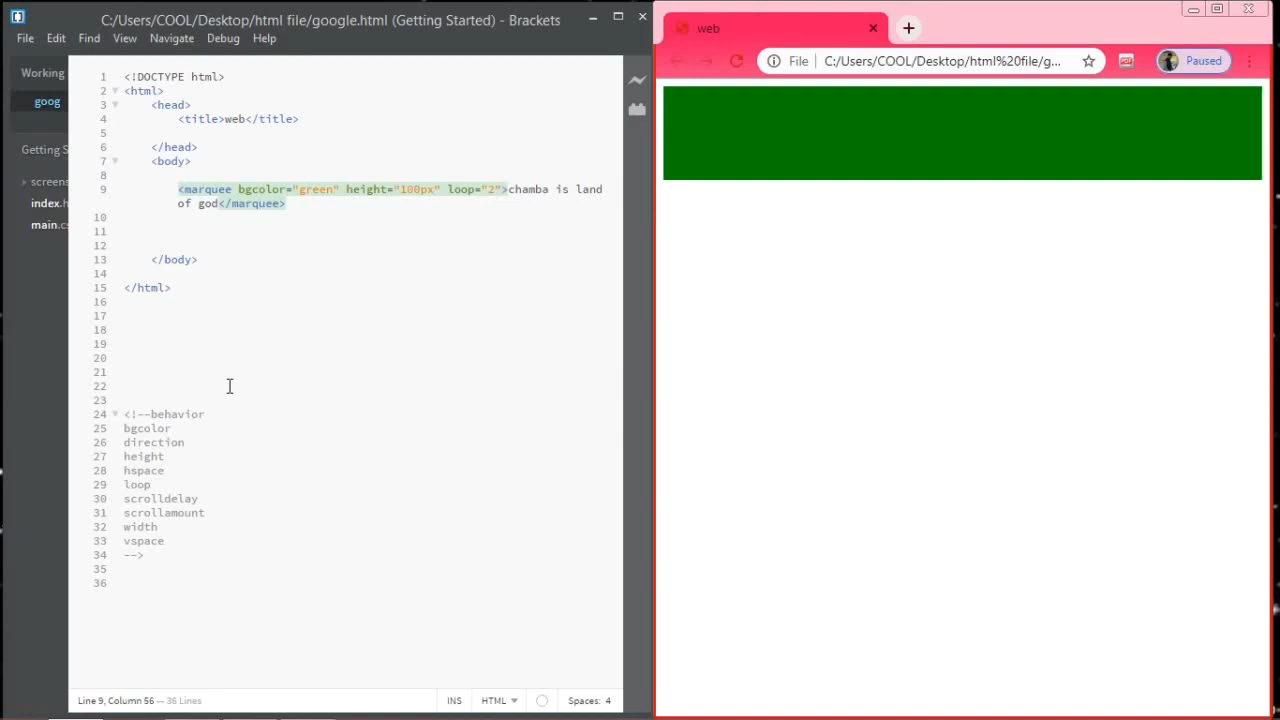 C:/Users/COOL/Desktop/html file/google.html (Getting Started) - Brackets
File Edit Find View Navigate Debug Help
Working
goog
Getting S
screens
index.h
main.cs
1 <!DOCTYPE html>
2 <html>
3 <head>
4 <title>web</title>
5
6 </head>
7 <body>
8
9 <marquee bgcolor="green" height="100px" loop="2">chamba is land
of god</marquee>
10
11
12
13 </body>
14
15 </html>
16
17
18
19
20
21
22
23
24 <!--behavior
25 bgcolor
26 direction
27 height
28 hspace
29 loop
30 scrolldelay
31 scrollamount
32 width
33 vspace
34 -->
35
36
Line 9, Column 56 — 36 Lines
INS HTML Spaces: 4
web
File C:/Users/COOL/Desktop/html%20file/g... PDF Paused